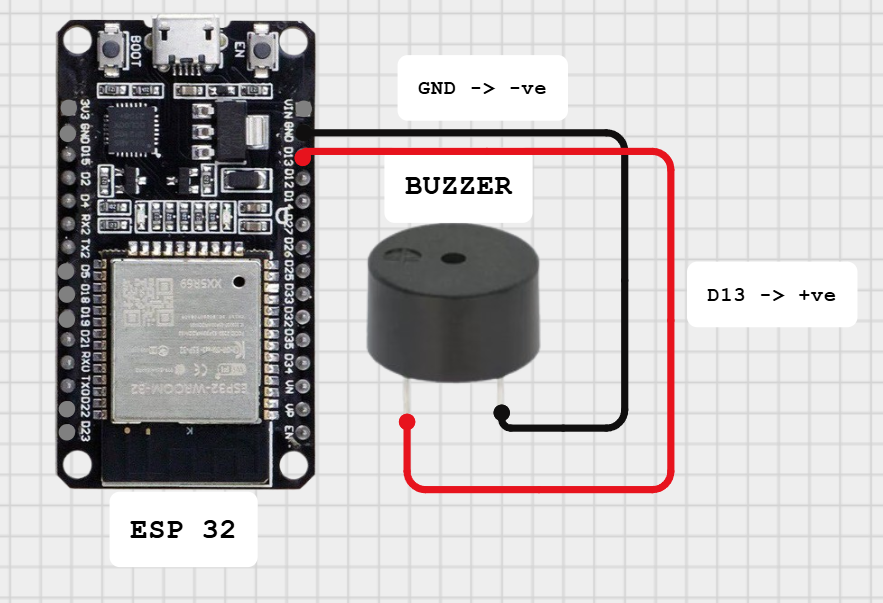 BOOT
EN
3V3
GND
D15
D2
D4
RX2
TX2
D5
D18
D19
D21
RX0
TX0
D22
D23
VIN
GND
D13
D12
D14
D27
D26
D25
D33
D32
D35
D34
VN
VP
EN
XX5R69
ESP32-WROOM-32
GND -> -ve
BUZZER
D13 -> +ve
ESP 32